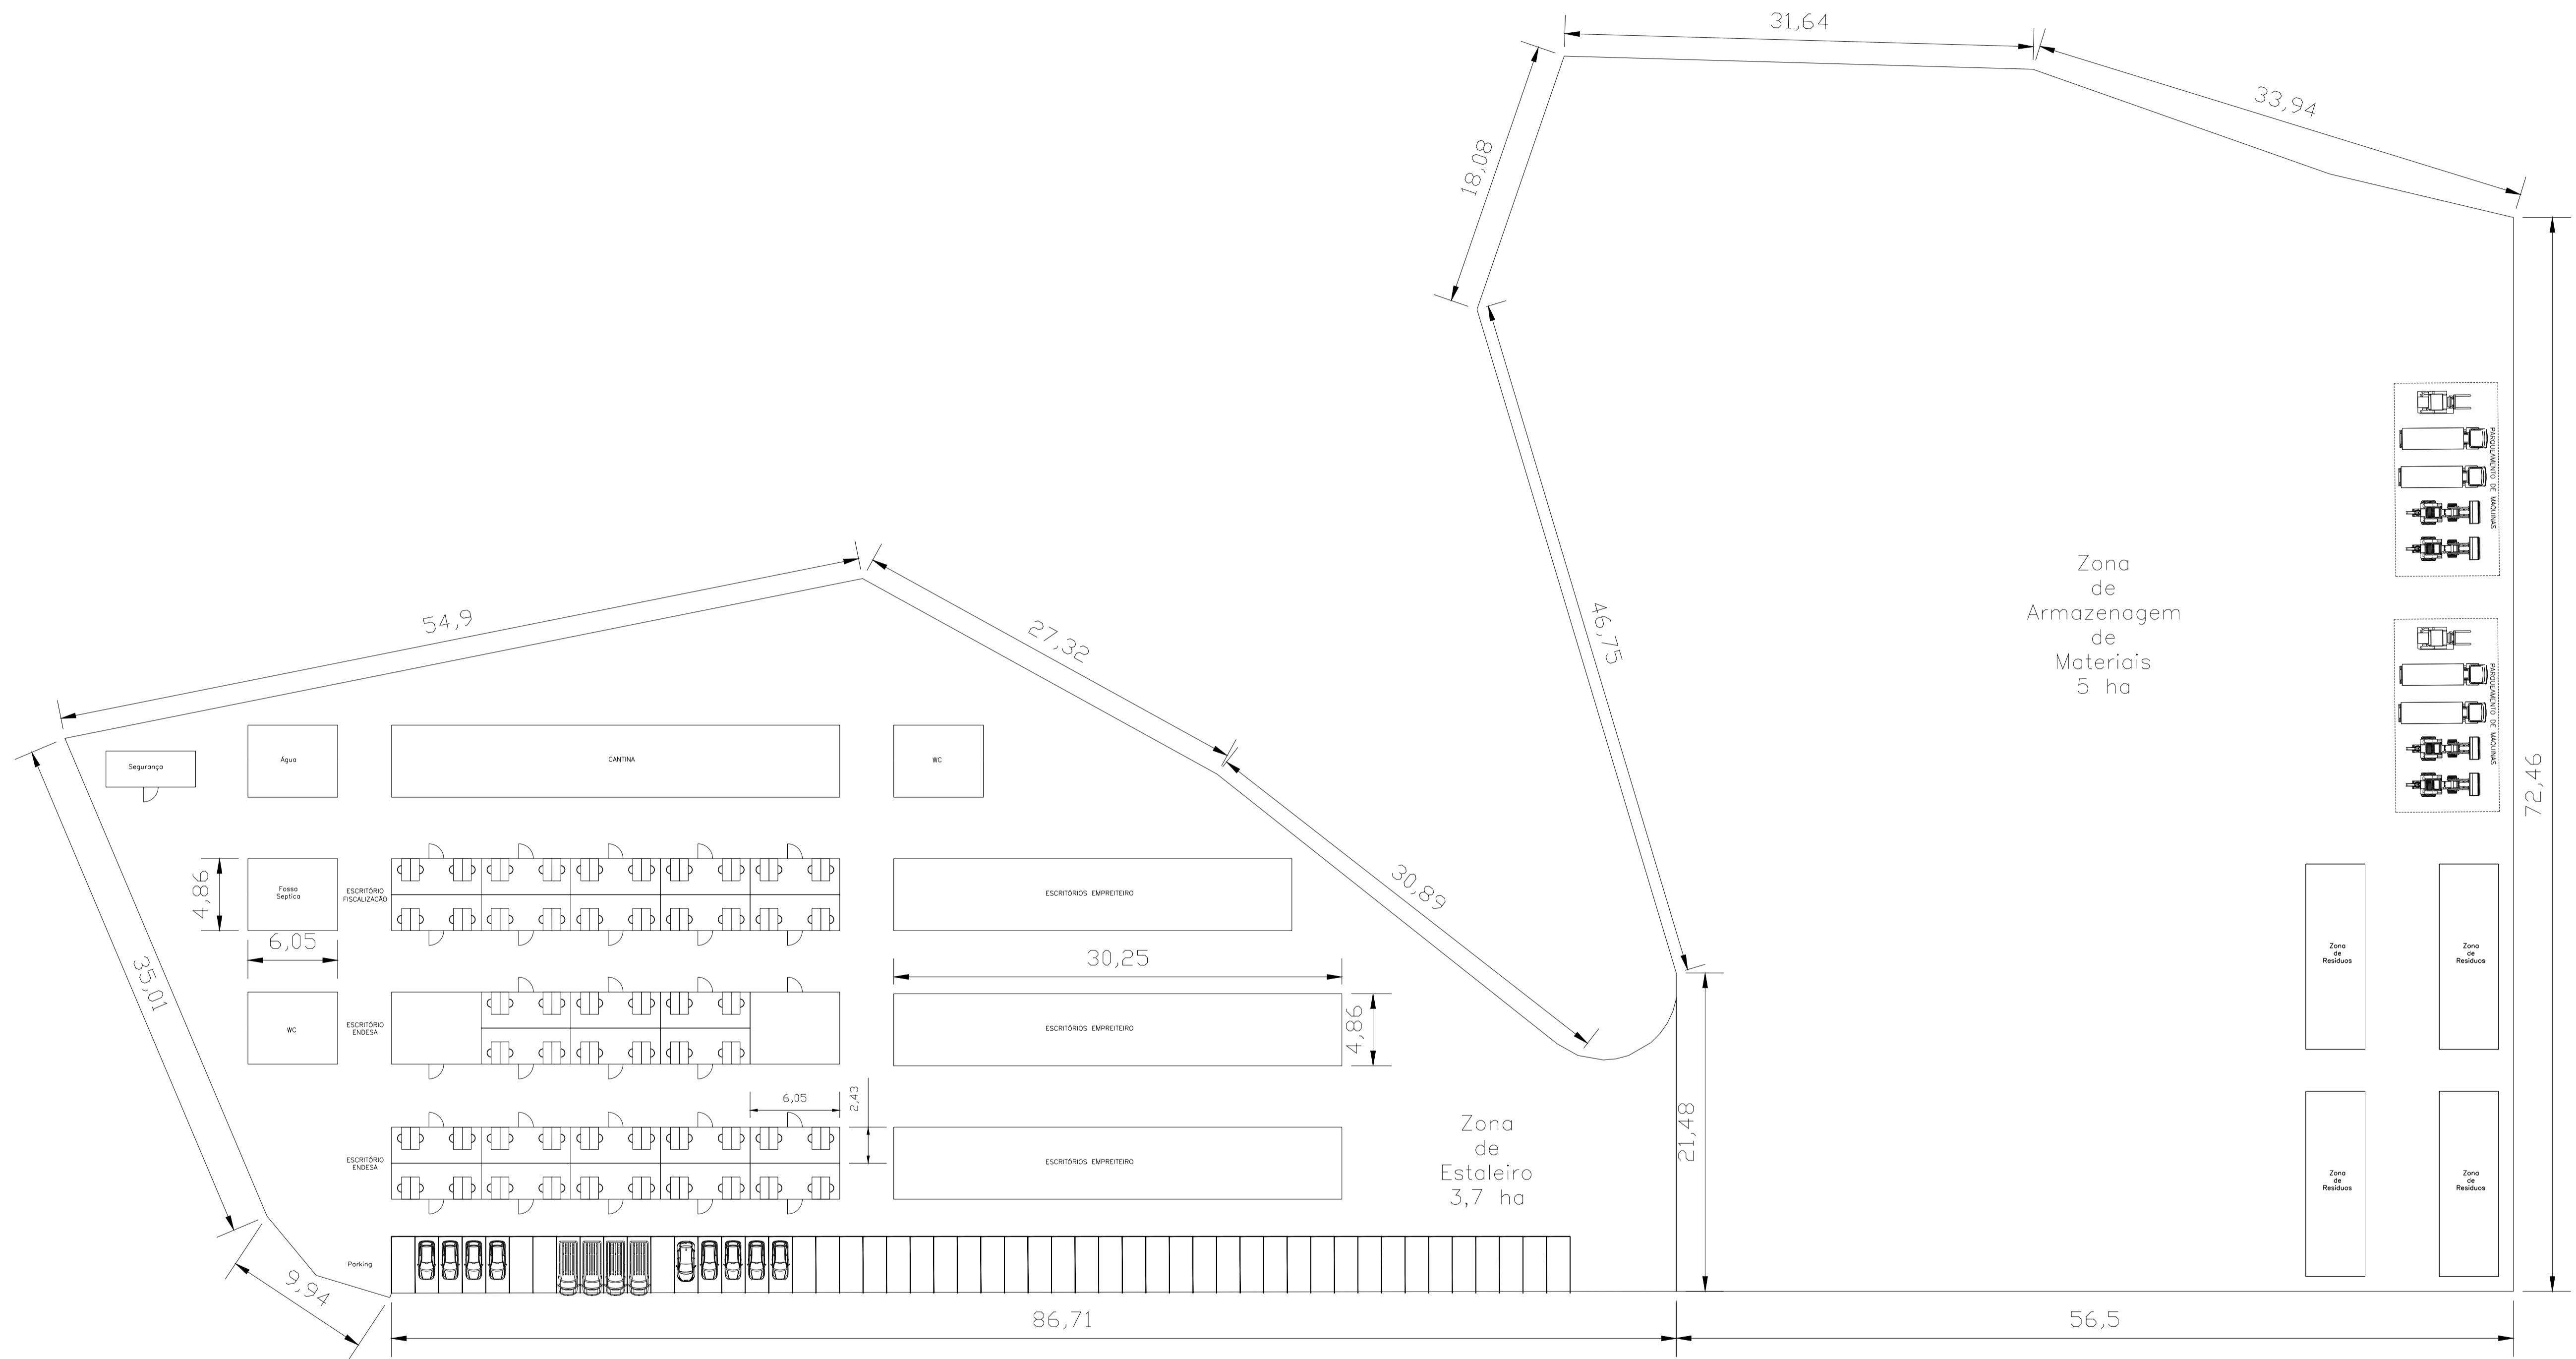 31,64
33,94
18,08
46,75
72,46
PARQUEAMENTO DE MAQUINAS
PARQUEAMENTO DE MAQUINAS
Zona
de
Armazenagem
de
Materiais
5 ha
54,9
27,32
30,89
Segurança
Água
CANTINA
WC
4,86
Fossa
Septica
6,05
ESCRITÓRIO
FISCALIZACÃO
ESCRITÓRIOS EMPREITEIRO
35,01
30,25
WC
ESCRITÓRIO
ENDESA
ESCRITÓRIOS EMPREITEIRO
4,86
6,05
2,43
ESCRITÓRIO
ENDESA
ESCRITÓRIOS EMPREITEIRO
Zona
de
Estaleiro
3,7 ha
21,48
Zona
de
Resíduos
Zona
de
Resíduos
Zona
de
Resíduos
Zona
de
Resíduos
Parking
9,94
86,71
56,5